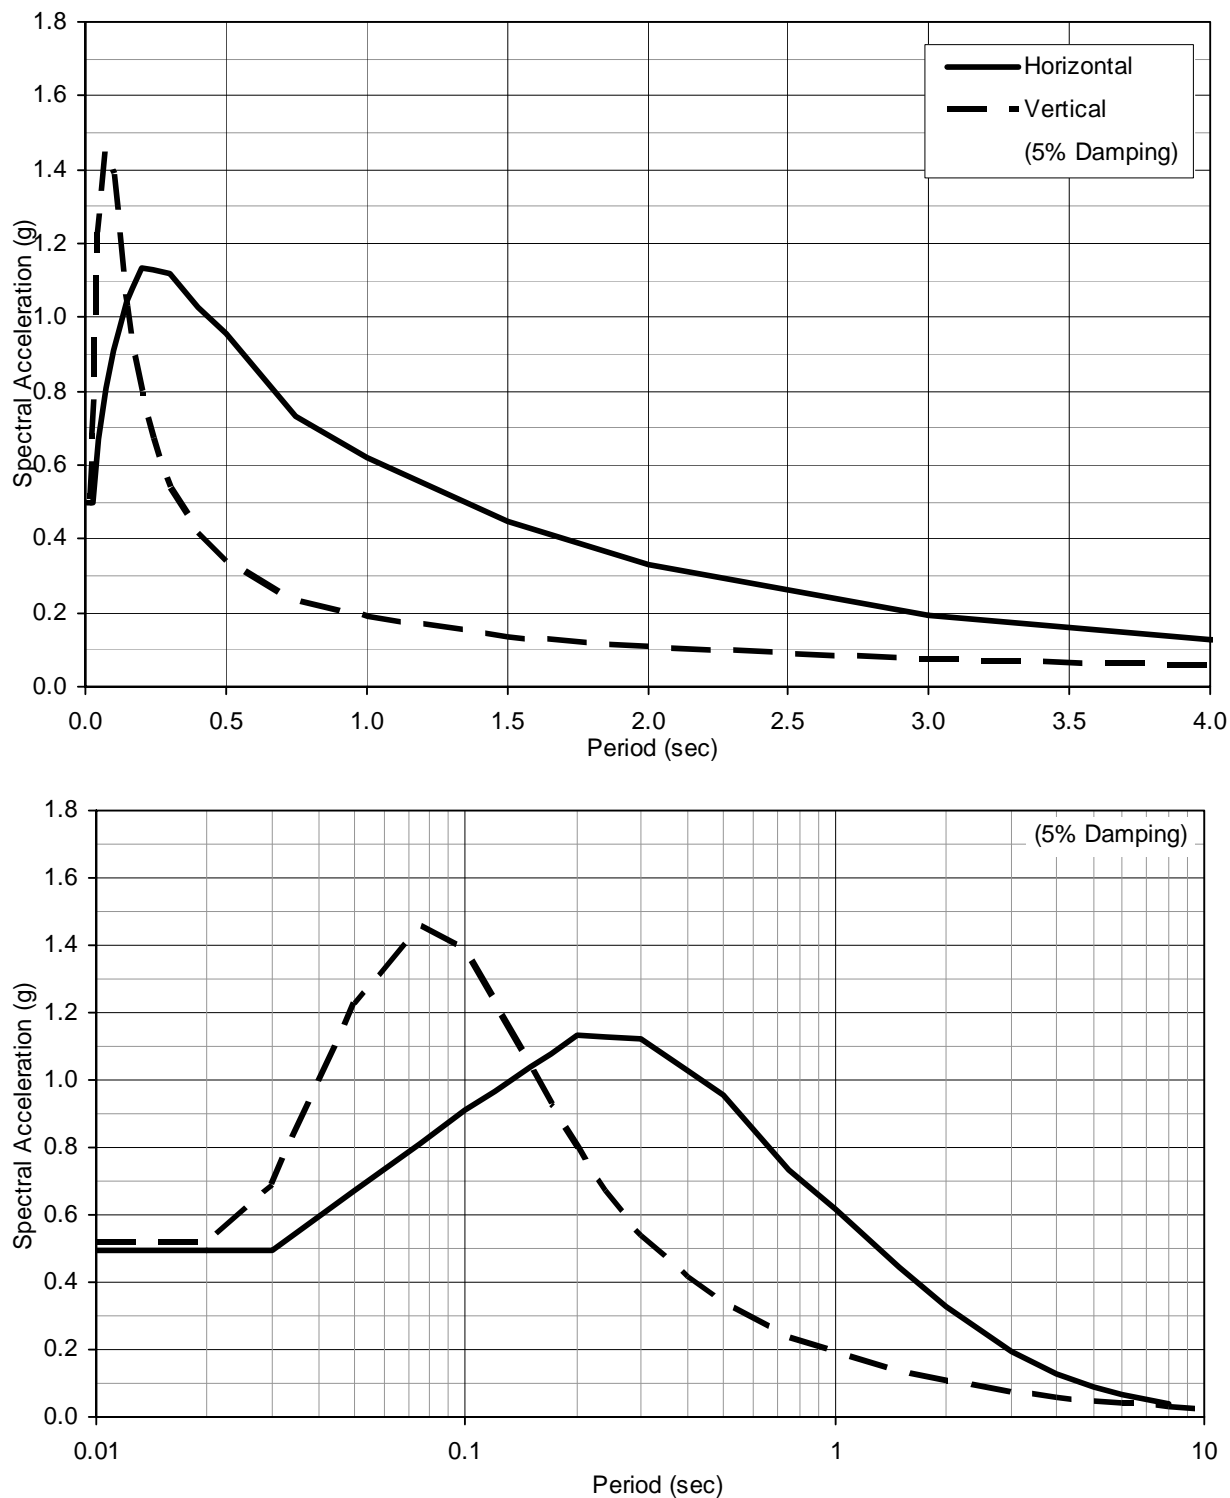 1.8
1.6
1.4
1.2
1.0
0.8
0.6
0.4
0.2
0.0
Spectral Acceleration (g)
Horizontal
Vertical
(5% Damping)
0.0 0.5 1.0 1.5 2.0 2.5 3.0 3.5 4.0
Period (sec)
1.8
1.6
1.4
1.2
1.0
0.8
0.6
0.4
0.2
0.0
Spectral Acceleration (g)
(5% Damping)
0.01 0.1 1 10
Period (sec)